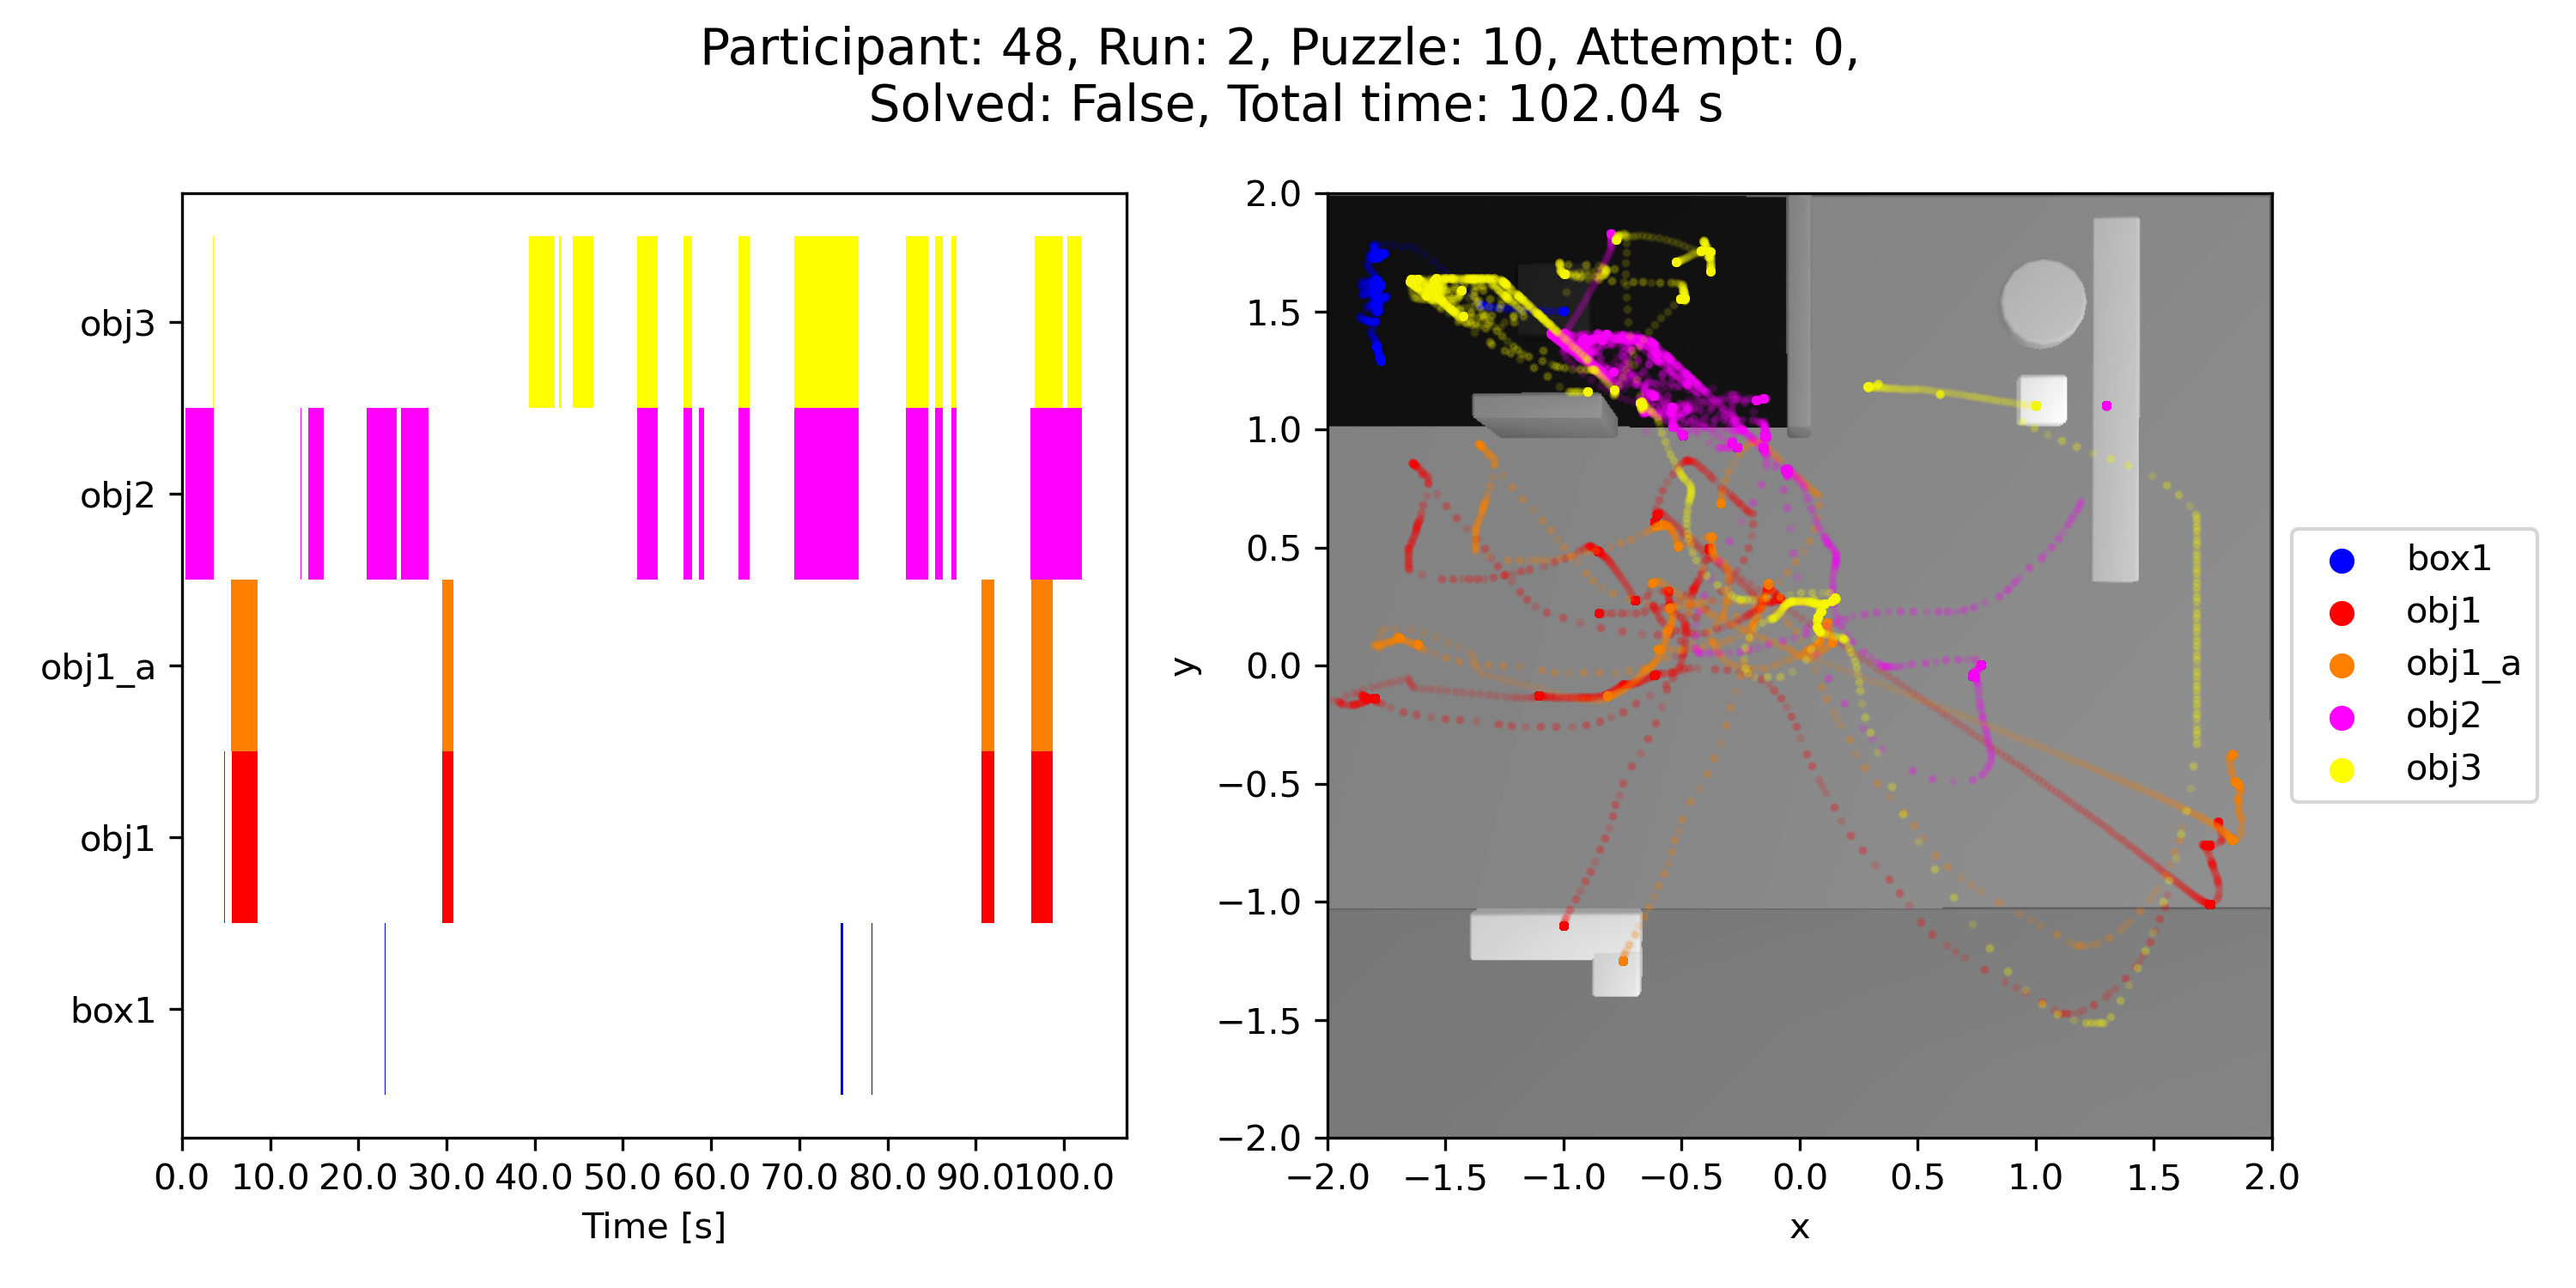 Participant: 48, Run: 2, Puzzle: 10, Attempt: 0,
Solved: False, Total time: 102.04 s
obj3
obj2
obj1_a
obj1
box1
0.0 10.0 20.0 30.0 40.0 50.0 60.0 70.0 80.0 90.0 100.0
Time [s]
2.0
1.5
1.0
0.5
0.0
−0.5
−1.0
−1.5
−2.0
y
−2.0 −1.5 −1.0 −0.5 0.0 0.5 1.0 1.5 2.0
x
box1
obj1
obj1_a
obj2
obj3